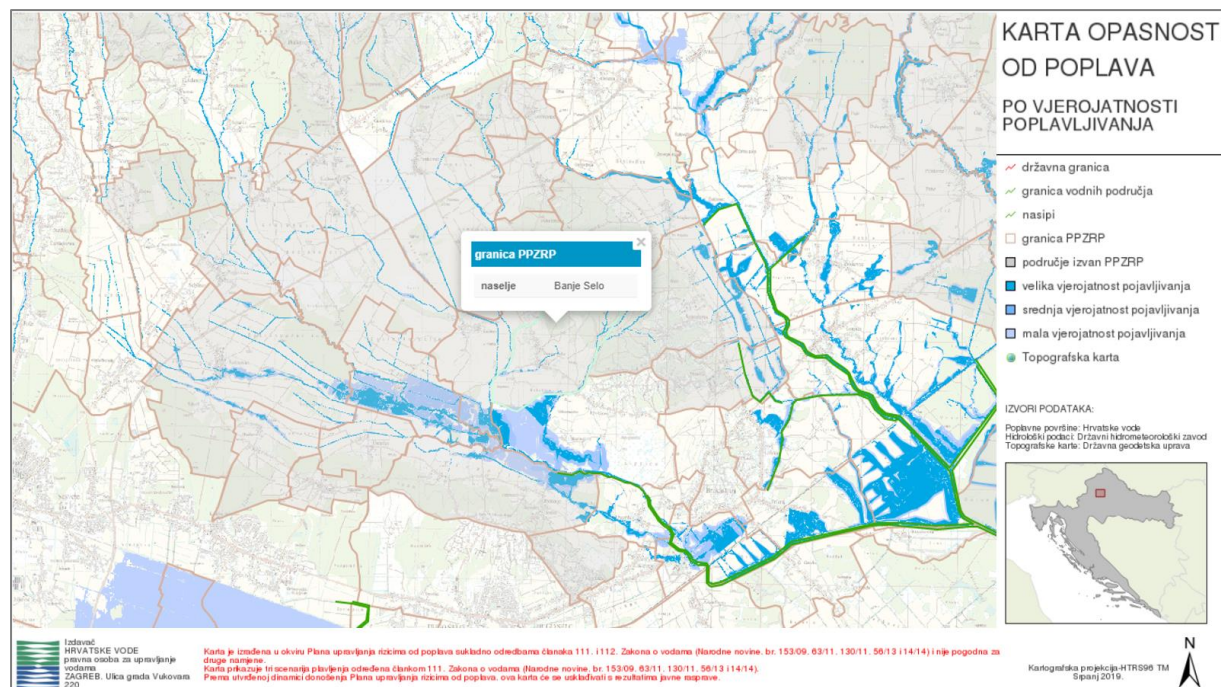 KARTA OPASNOSTI
OD POPLAVA
PO VJEROJATNOSTI
POPLAVLJIVANJA
državna granica
granica vodnih područja
nasipi
granica PPZRP
područje izvan PPZRP
velika vjerojatnost pojavljivanja
srednja vjerojatnost pojavljivanja
mala vjerojatnost pojavljivanja
Topografska karta
granica PPZRP
naselje Banje Selo
IZVORI PODATAKA:
Poplavne površine: Hrvatske vode
Hidrološki podaci: Državni hidrometeorološki zavod
Topografske karte: Državna geodetska uprava
Izdavač
HRVATSKE VODE
pravna osoba za upravljanje
vodama
ZAGREB. Ulica grada Vukovara
220
Karta je izrađena u okviru Plana upravljanja rizicima od poplava sukladno odredbama članaka 111. i 112. Zakona o vodama (Narodne novine, br. 153/09, 63/11, 130/11, 56/13 i 14/14) i nije pogodna za
druge namjene.
Karta prikazuje tri scenarija plavljenja određena člankom 111. Zakona o vodama (Narodne novine, br. 153/09, 63/11, 130/11, 56/13 i 14/14).
Prema utvrđenoj dinamici donošenja Plana upravljanja rizicima od poplava, ova karta će se usklađivati s rezultatima javne rasprave.
Kartografska projekcija-HTRS96 TM
Srpanj 2019.
N